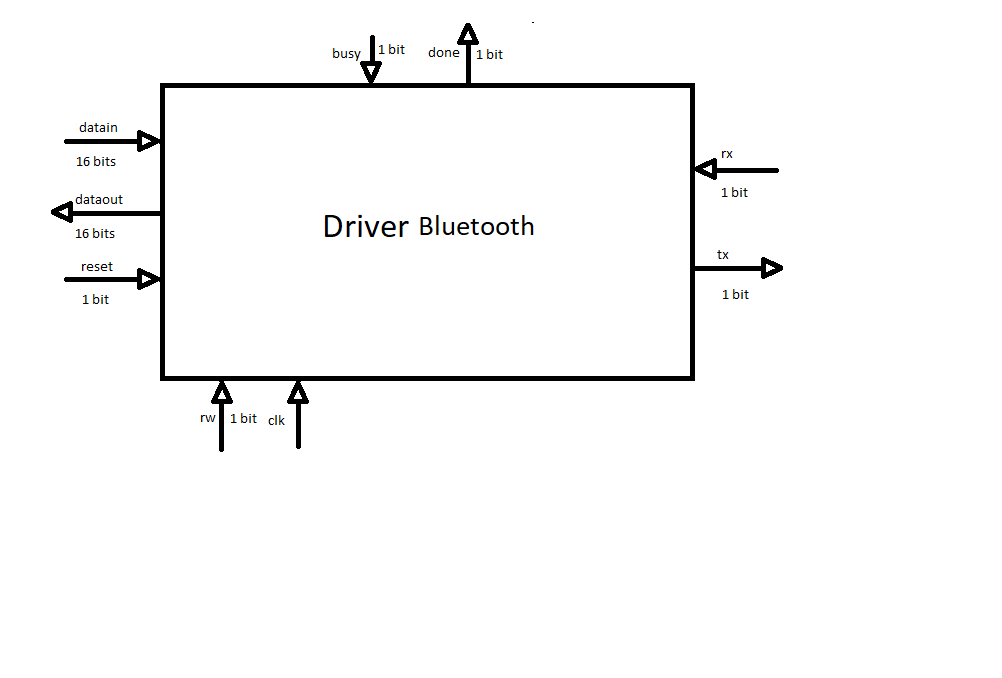 busy 1 bit done 1 bit
datain
16 bits
dataout
16 bits
reset
1 bit
Driver Bluetooth
rx
1 bit
tx
1 bit
rw 1 bit clk